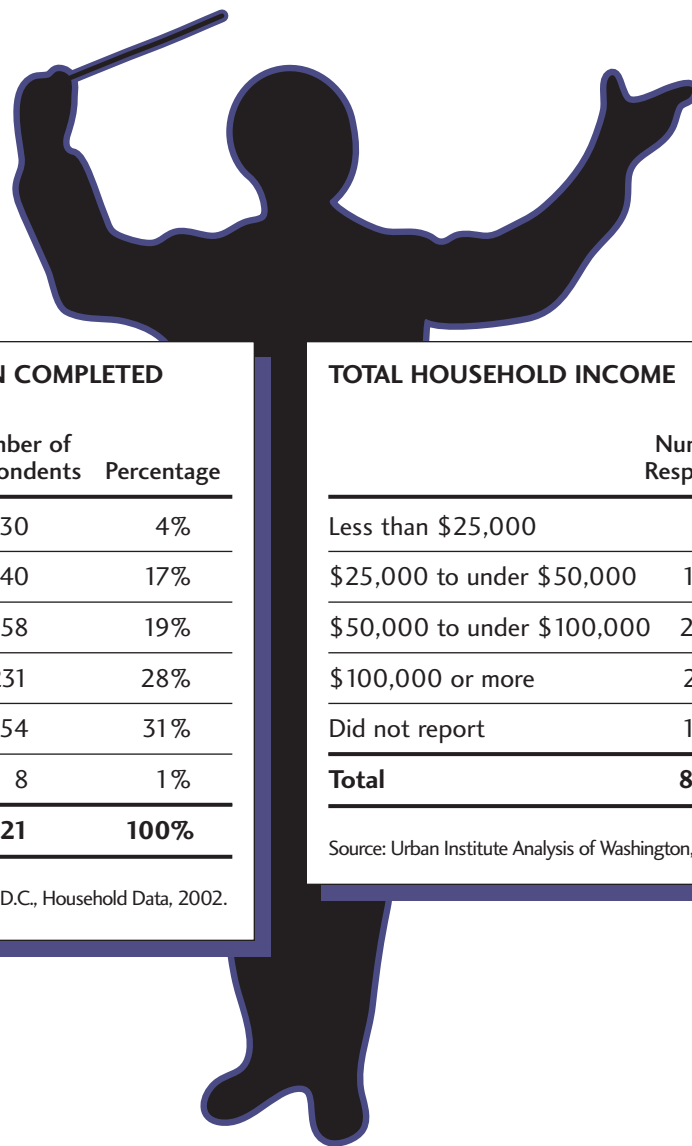 N COMPLETED
nber of
ondents Percentage
30 4%
40 17%
58 19%
231 28%
54 31%
8 1%
21 100%
D.C., Household Data, 2002.
TOTAL HOUSEHOLD INCOME
Num
Resp
Less than $25,000
$25,000 to under $50,000 1
$50,000 to under $100,000 2
$100,000 or more 2
Did not report 1
Total 8
Source: Urban Institute Analysis of Washington,